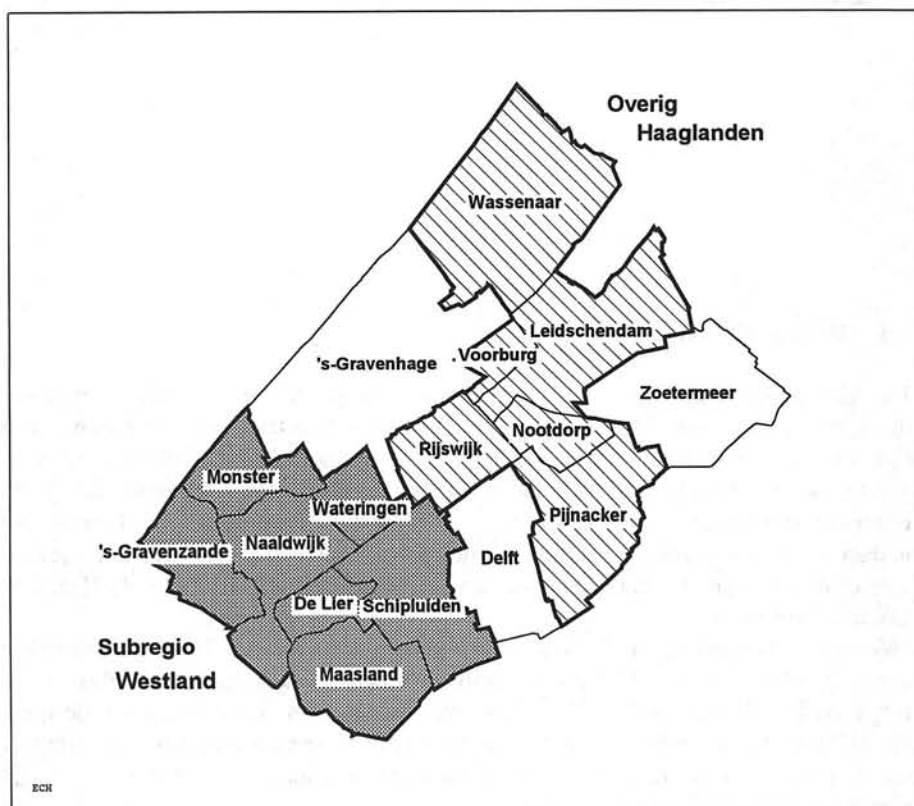 Overig
Haaglanden
Wassenaar
Leidschendam
Voorburg
's-Gravenhage
Zoetermeer
Nootdorp
Rijswijk
Monster
Wateringen
Pijnacker
's-Gravenzande
Naaldwijk
Delft
De Lier
Schipluiden
Subregio
Westland
Maasland
ECH